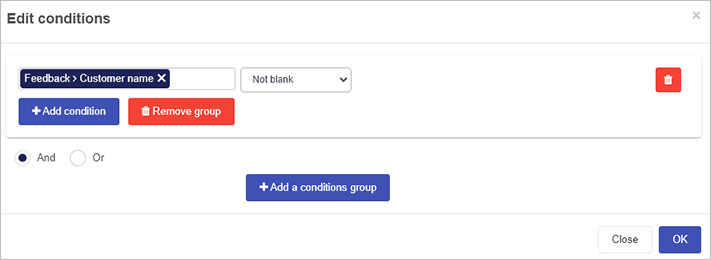 Edit conditions ×
Feedback > Customer name × Not blank
+ Add condition Remove group
And Or
+ Add a conditions group
Close OK